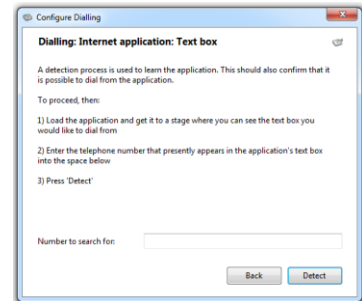 Configure Dialling
Dialling: Internet application: Text box
A detection process is used to learn the application. This should also confirm that it
is possible to dial from the application.
To proceed, then:
1) Load the application and get it to a stage where you can see the text box you
would like to dial from
2) Enter the telephone number that presently appears in the application's text box
into the space below
3) Press 'Detect'
Number to search for:
Back Detect